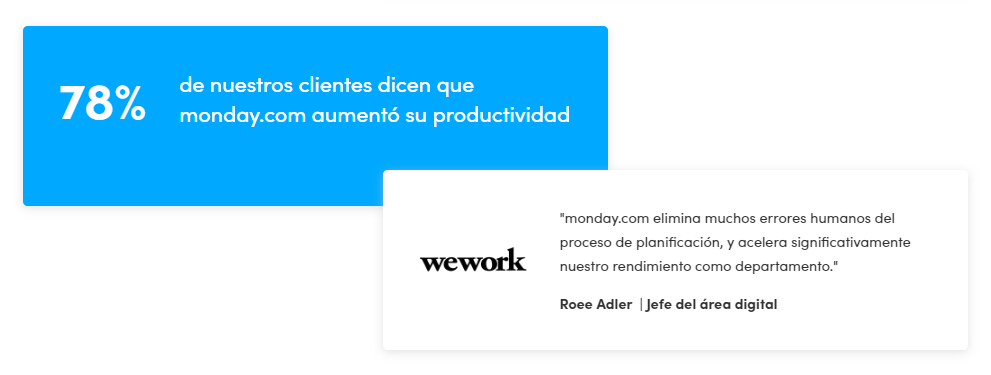 78%
de nuestros clientes dicen que
monday.com aumentó su productividad
wework
"monday.com elimina muchos errores humanos del
proceso de planificación, y acelera significativamente
nuestro rendimiento como departamento."
Roee Adler | Jefe del área digital